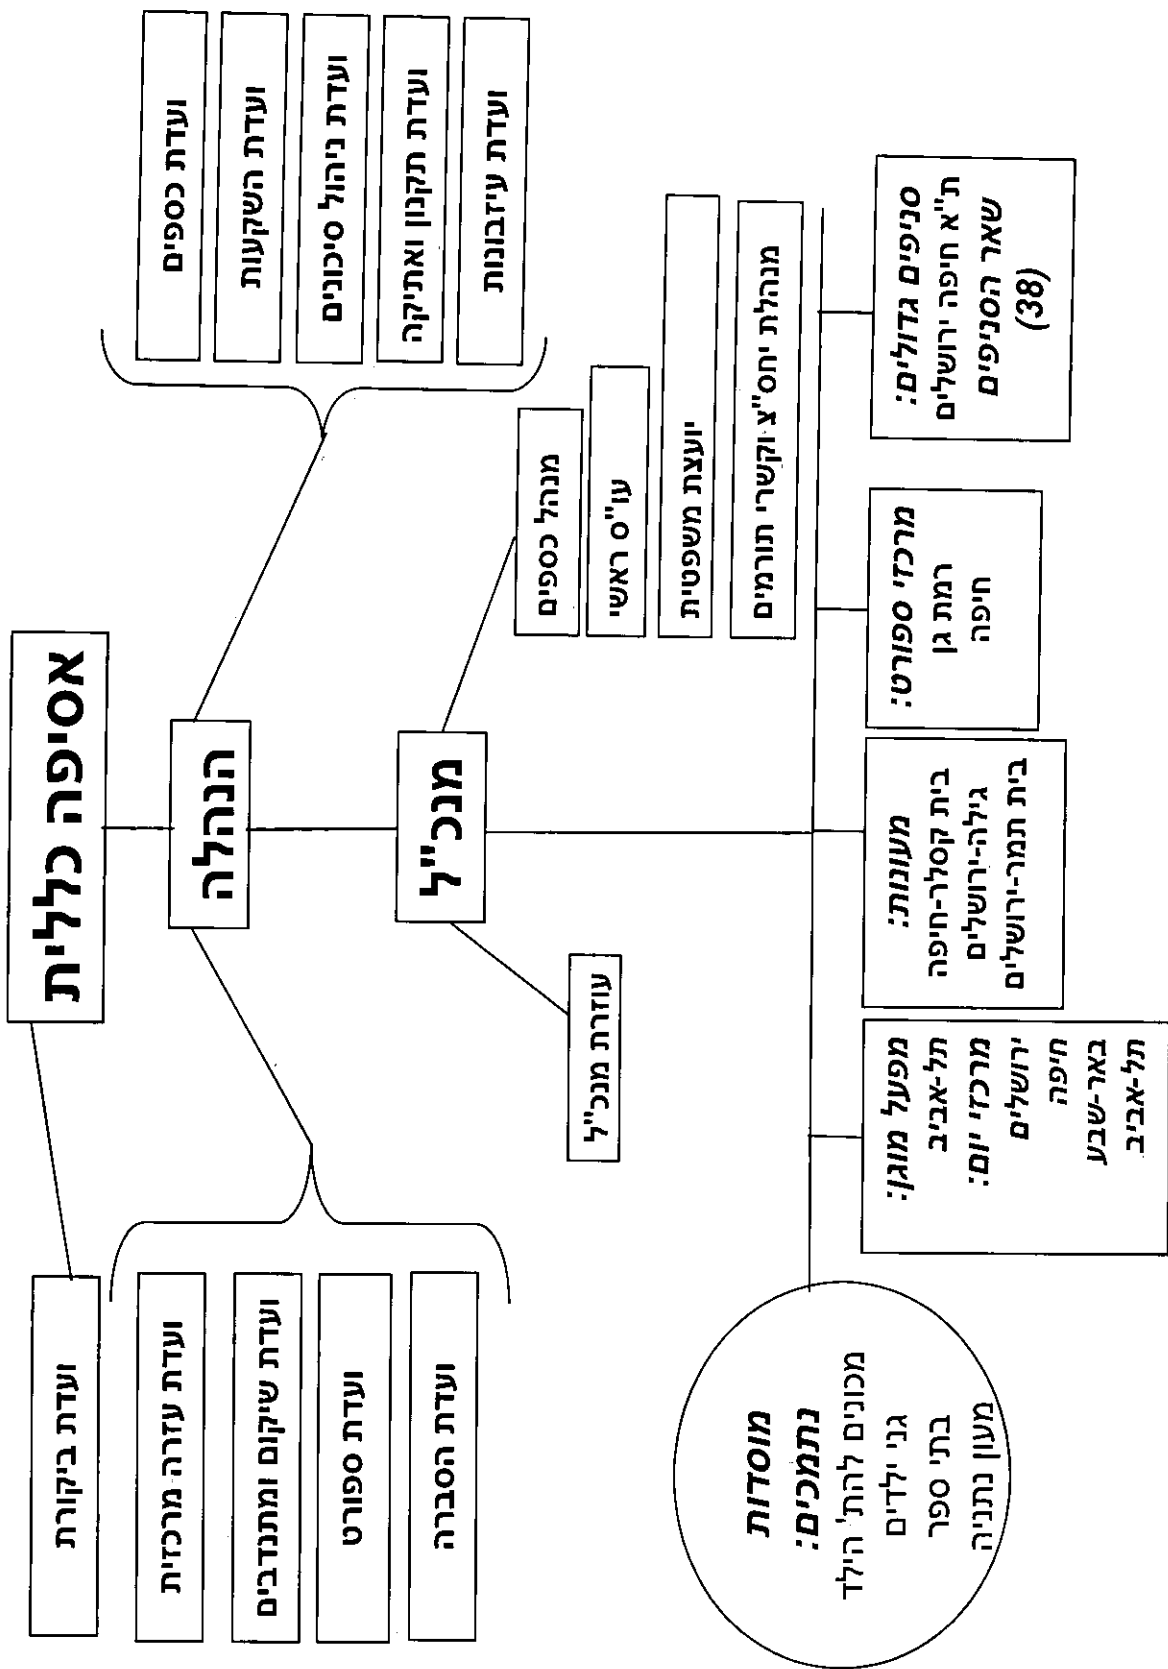 אסיפה כללית
ועדת ביקורת
הנהלה
ועדת כספים
ועדת השקעות
ועדת ניהול סיכונים
ועדת תקנון ואתיקה
ועדת עיזבונות
ועדת עזרה מרכזית
ועדת שיקום ומתנדבים
ועדת ספורט
ועדת הסברה
מנכ"ל
עוזרת מנכ"ל
מנהל כספים
עו"ס ראשי
יועצת משפטית
מנהלת יחס"צ וקשרי תורמים
סניפים גדולים:
ת"א חיפה ירושלים
שאר הסניפים
(38)
מרכזי ספורט:
רמת גן
חיפה
מעונות:
בית קסלר-חיפה
גילה-ירושלים
בית תמר-ירושלים
מפעל מוגן:
תל-אביב
מרכזי יום:
ירושלים
חיפה
באר-שבע
תל-אביב
מוסדות
נתמכים:
מכונים להת' הילד
גני ילדים
בתי ספר
מעון נתניה